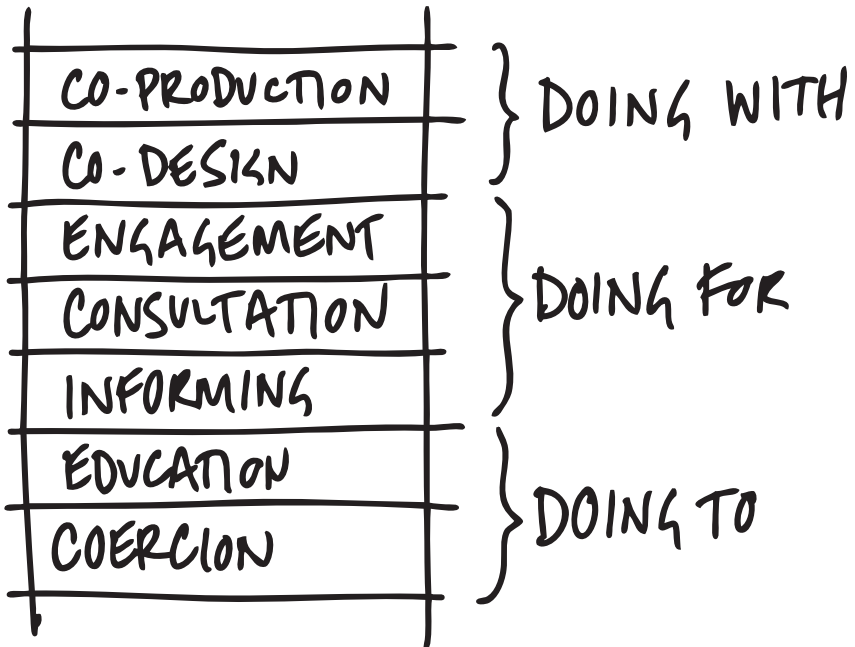 CO-PRODUCTION
CO-DESIGN
DOING WITH
ENGAGEMENT
CONSULTATION
INFORMING
DOING FOR
EDUCATION
COERCION
DOING TO